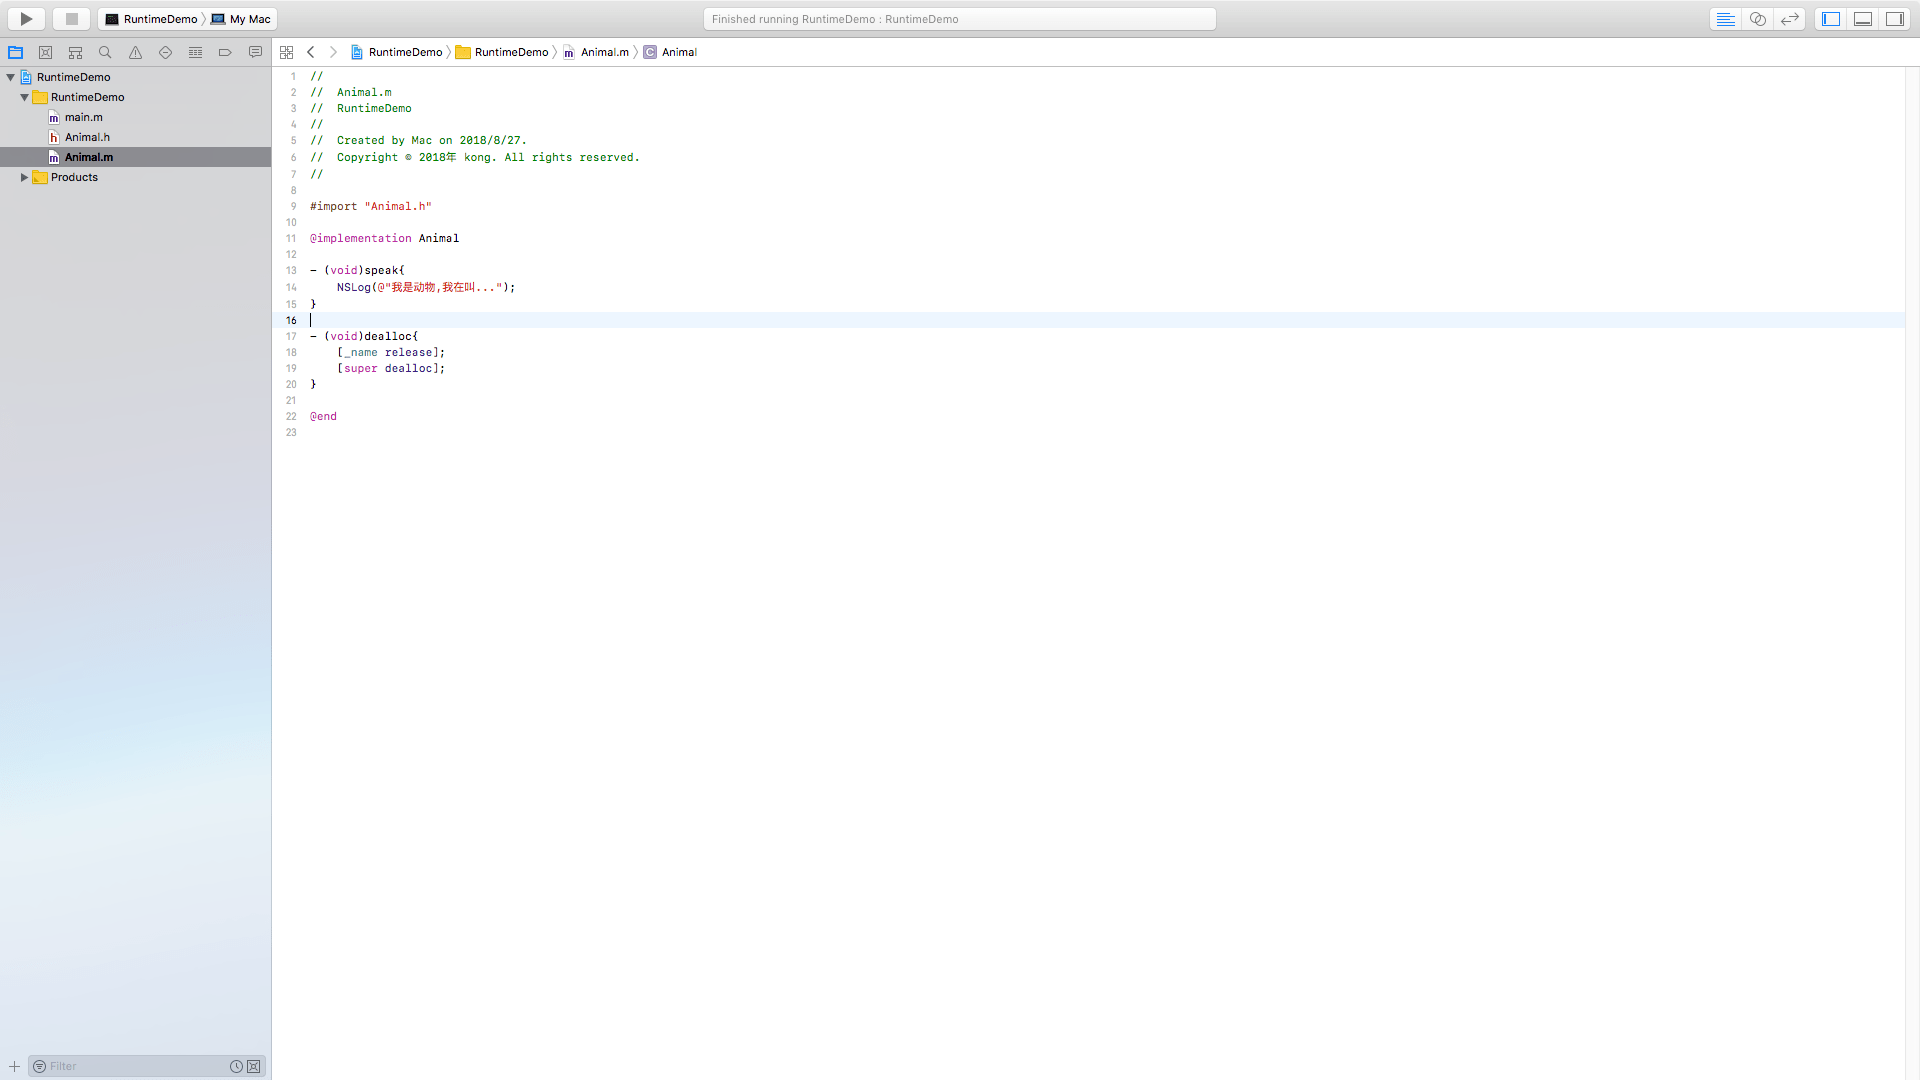 RuntimeDemo 〉 My Mac
Finished running RuntimeDemo : RuntimeDemo
RuntimeDemo 〉 RuntimeDemo 〉 m Animal.m 〉 C Animal
RuntimeDemo
RuntimeDemo
m main.m
h Animal.h
m Animal.m
Products
Filter
1 //
2 //  Animal.m
3 //  RuntimeDemo
4 //
5 //  Created by Mac on 2018/8/27.
6 //  Copyright © 2018年 kong. All rights reserved.
7 //
8
9 #import "Animal.h"
10
11 @implementation Animal
12
13 - (void)speak{
14     NSLog(@"我是动物,我在叫...");
15 }
16
17 - (void)dealloc{
18     [_name release];
19     [super dealloc];
20 }
21
22 @end
23